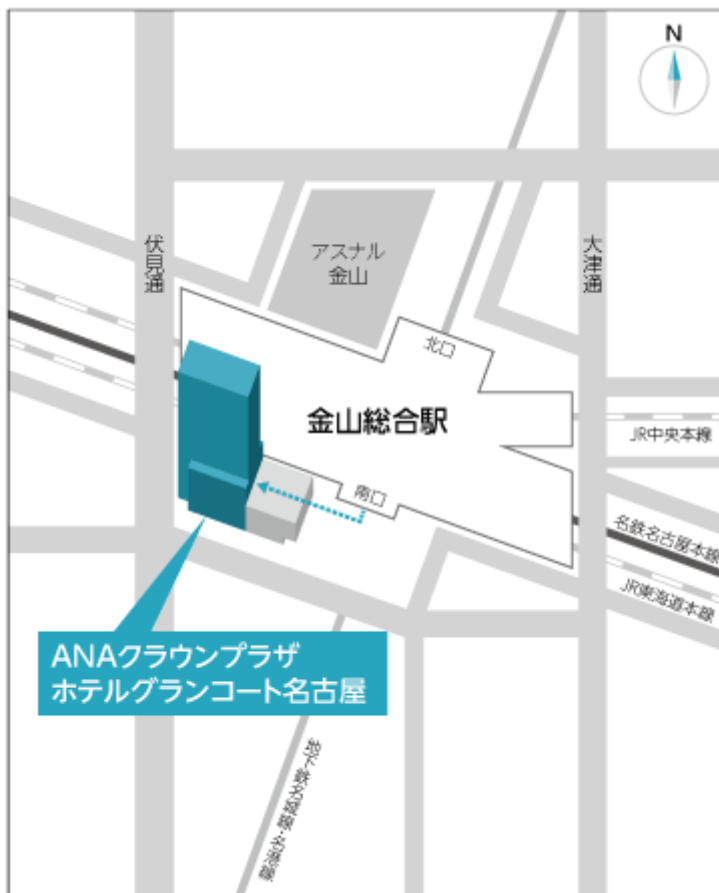 N
伏見通
大津通
アスナル
金山
北口
金山総合駅
JR中央本線
南口
名鉄名古屋本線
JR東海道本線
ANAクラウンプラザ
ホテルグランコート名古屋
地下鉄名城線・名港線